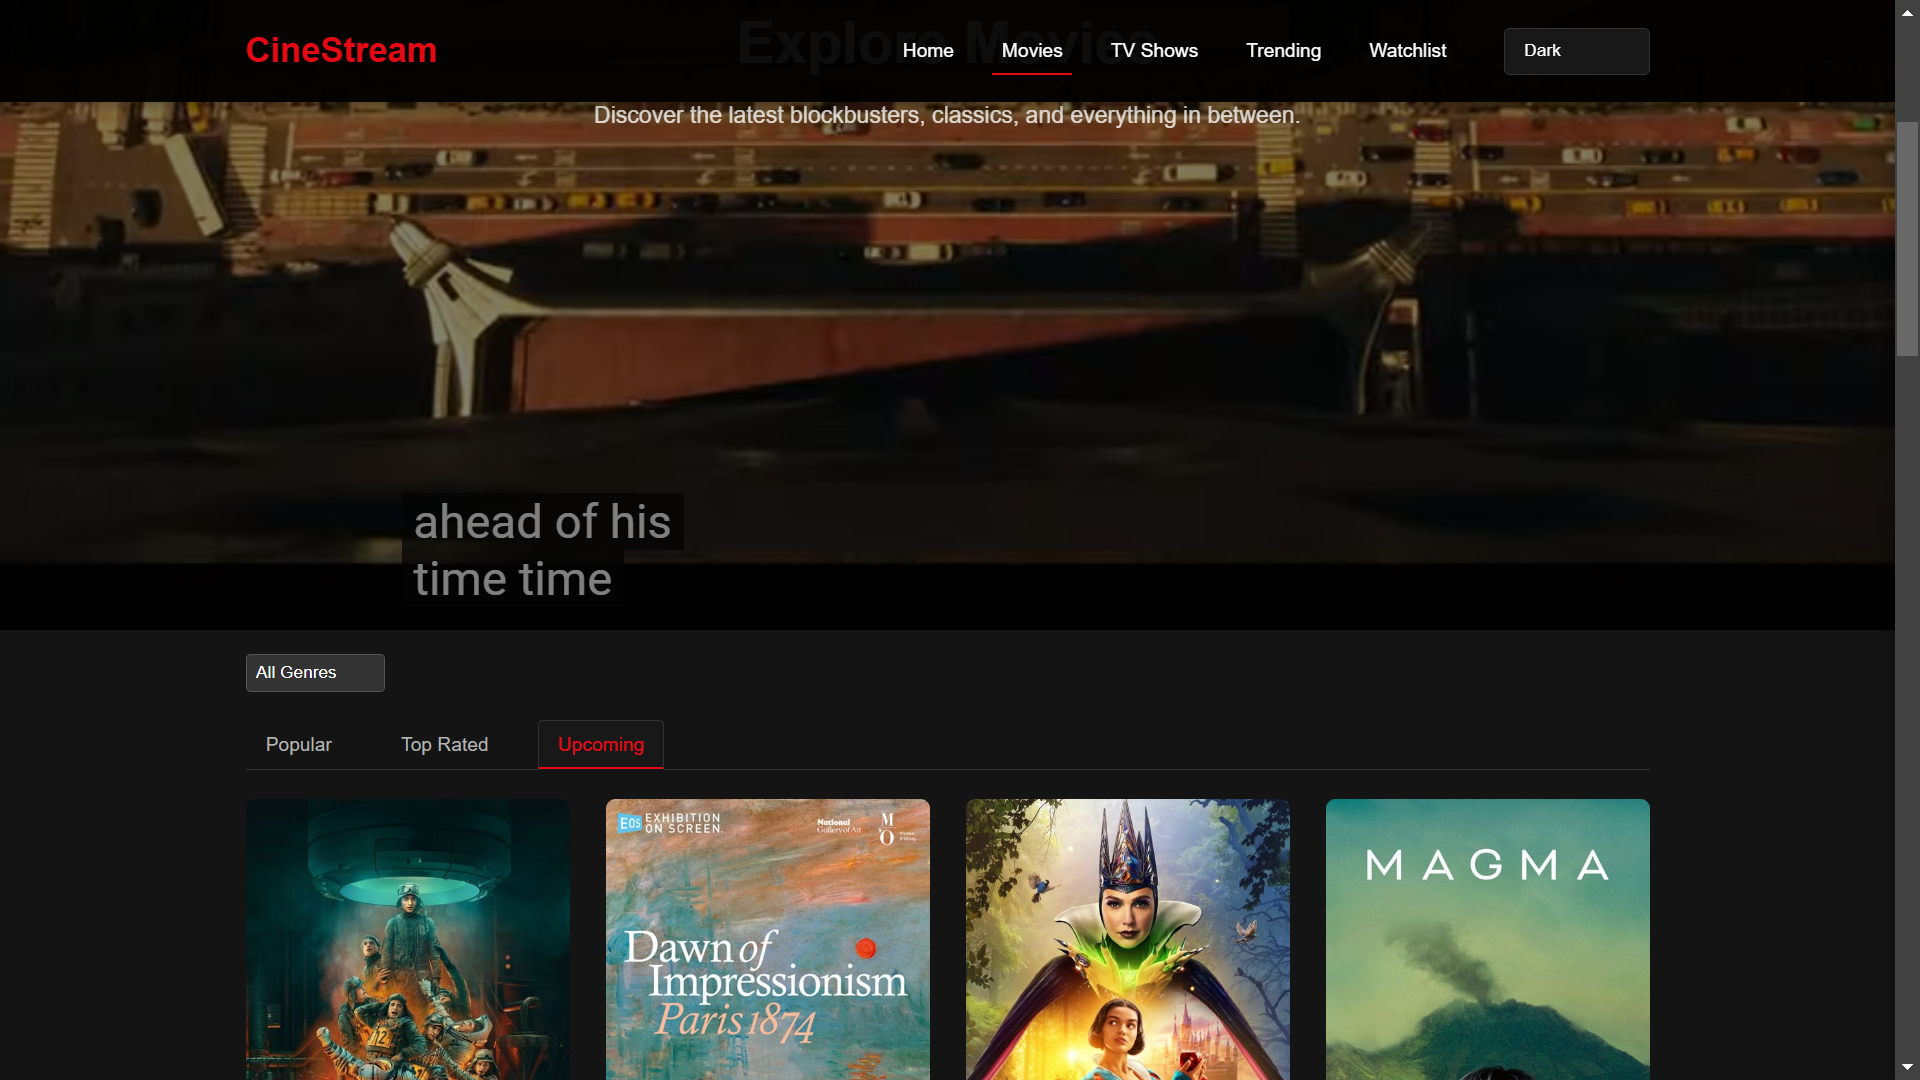 Explore Movies
CineStream
Home
Movies
TV Shows
Trending
Watchlist
Dark
Discover the latest blockbusters, classics, and everything in between.
ahead of his
time time
All Genres
Popular
Top Rated
Upcoming
EOS EXHIBITION
ON SCREEN.
National
Gallery of Art
M
'O
Dawn of
Impressionism
Paris 1874
MAGMA